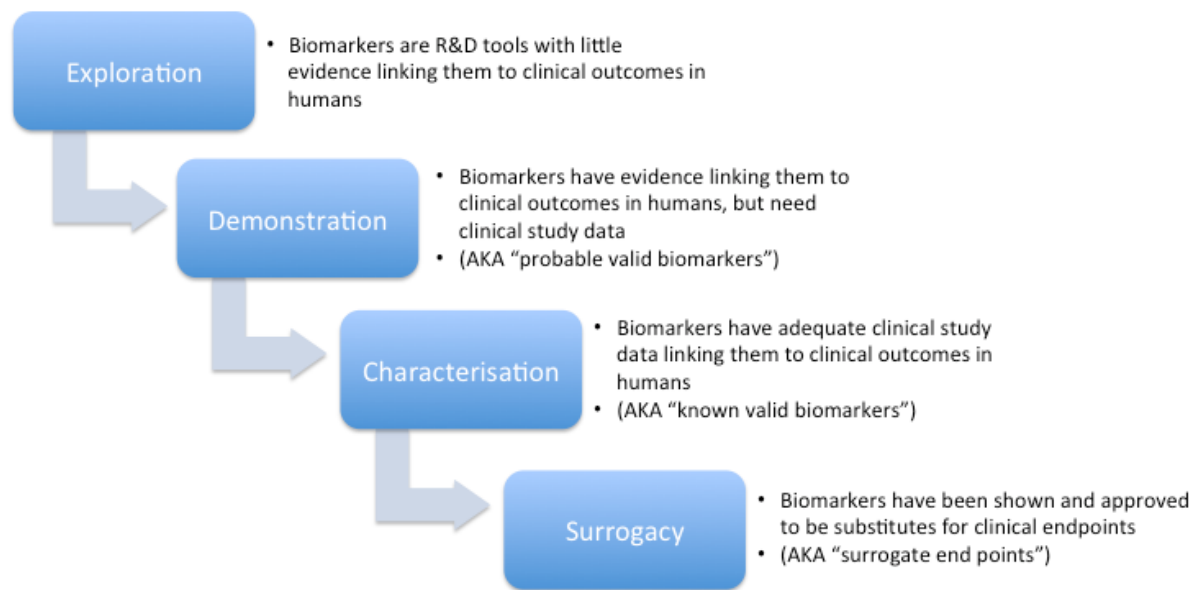 Exploration
• Biomarkers are R&D tools with little
evidence linking them to clinical outcomes in
humans
Demonstration
• Biomarkers have evidence linking them to
clinical outcomes in humans, but need
clinical study data
• (AKA “probable valid biomarkers”)
Characterisation
• Biomarkers have adequate clinical study
data linking them to clinical outcomes in
humans
• (AKA “known valid biomarkers”)
Surrogacy
• Biomarkers have been shown and approved
to be substitutes for clinical endpoints
• (AKA “surrogate end points”)